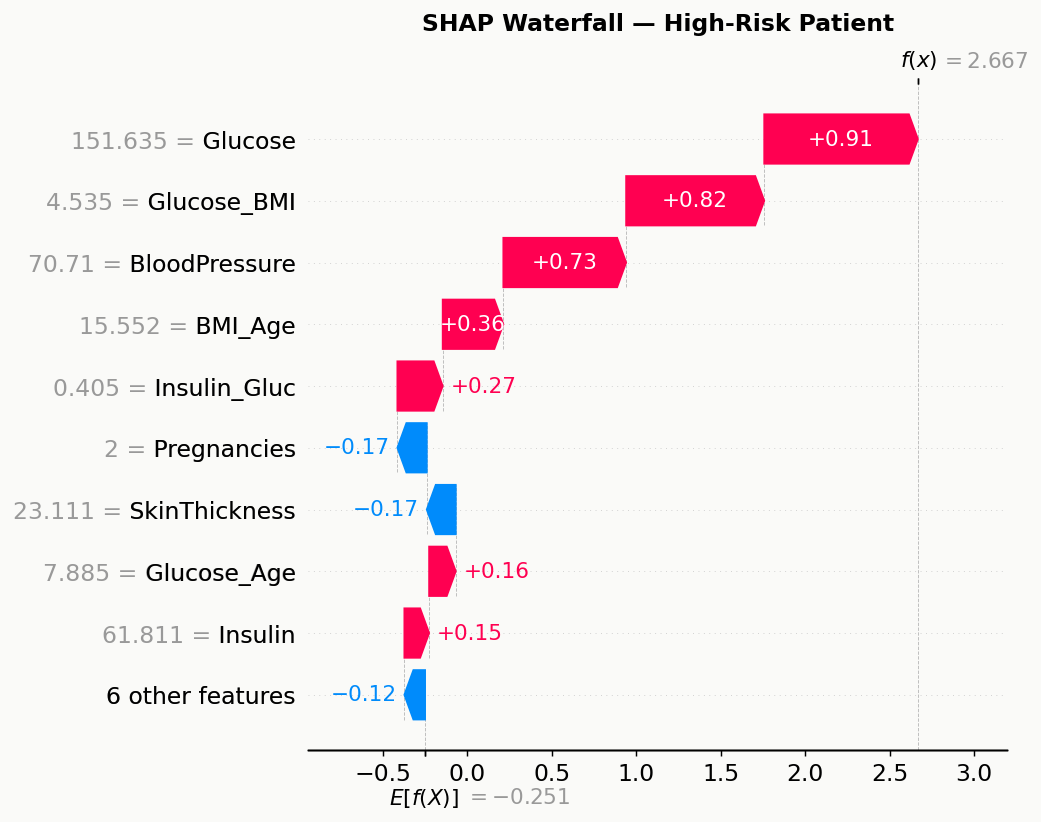 SHAP Waterfall — High-Risk Patient
f(x) = 2.667
151.635 = Glucose +0.91
4.535 = Glucose_BMI +0.82
70.71 = BloodPressure +0.73
15.552 = BMI_Age +0.36
0.405 = Insulin_Gluc +0.27
2 = Pregnancies −0.17
23.111 = SkinThickness −0.17
7.885 = Glucose_Age +0.16
61.811 = Insulin +0.15
6 other features −0.12
−0.5 0.0 0.5 1.0 1.5 2.0 2.5 3.0
E[f(X)] = −0.251